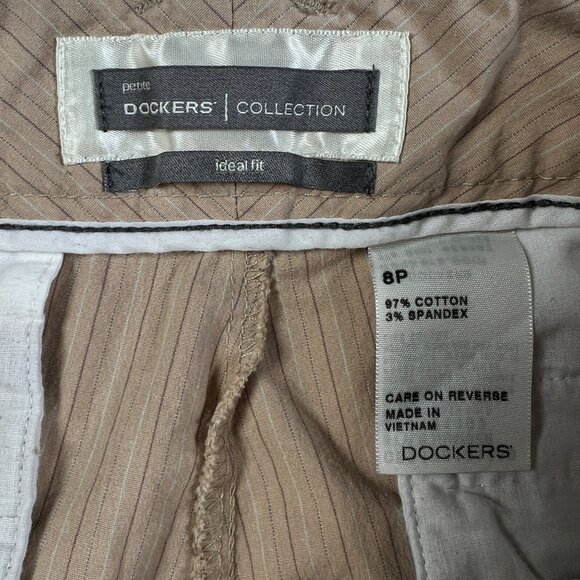 petite
DOCKERS® | COLLECTION
ideal fit
8P
97% COTTON
3% SPANDEX
CARE ON REVERSE
MADE IN
VIETNAM
DOCKERS®